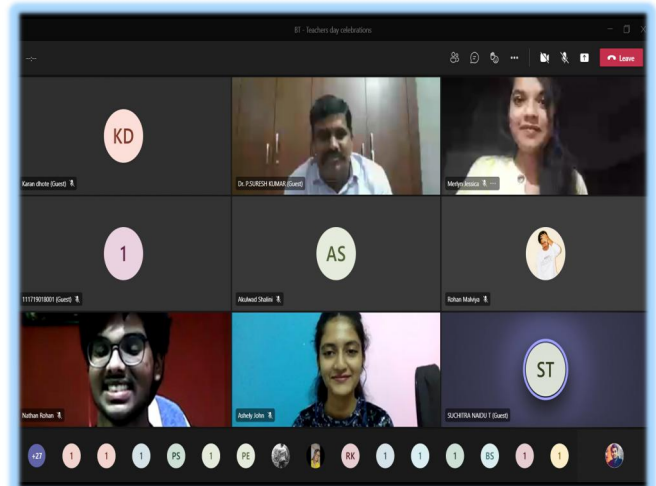 BT - Teachers day celebrations
--:--
Leave
KD
Karan dhote (Guest)
Dr. P.SURESH KUMAR (Guest)
Merlyn Jessica
1
111719018001 (Guest)
AS
Akulwad Shalini
Rohan Malviya
Nathan Rohan
Ashely John
ST
SUCHITRA NAIDU T (Guest)
+27 1 1 1 PS 1 PE RK 1 1 1 BS 1 1